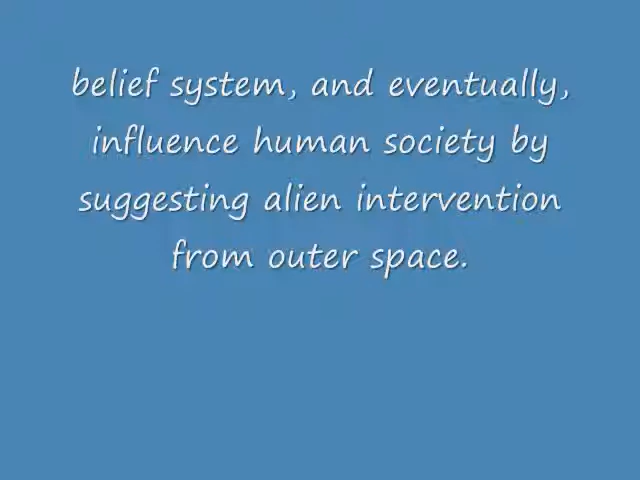 belief system, and eventually,
influence human society by
suggesting alien intervention
from outer space.